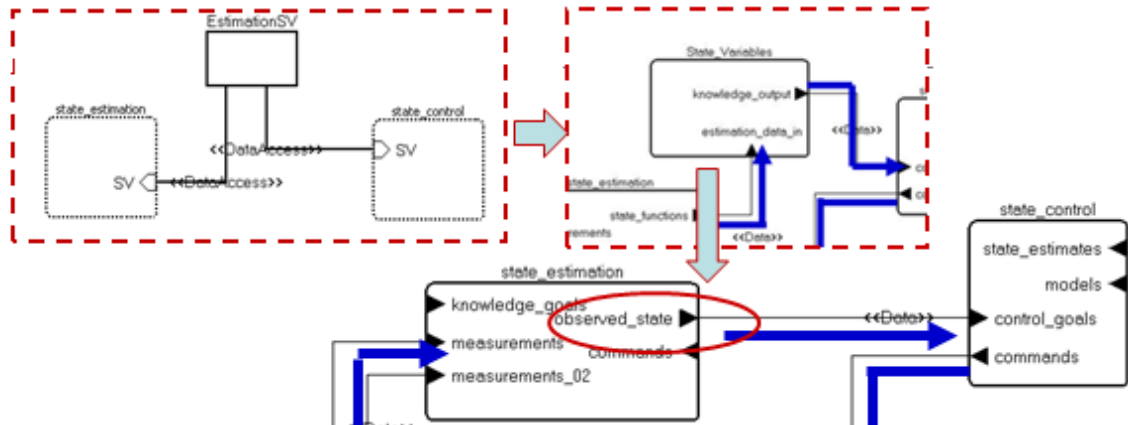 EstimationSV
state_estimation
state_control
<<DataAccess>>
SV
SV
<<DataAccess>>
State_Variables
knowledge_output
<<Data>>
estimation_data_in
state_estimation
state_functions
rements
<<Data>>
state_control
state_estimates
models
control_goals
commands
state_estimation
knowledge_goals
observed_state
<<Data>>
measurements
commands
measurements_02